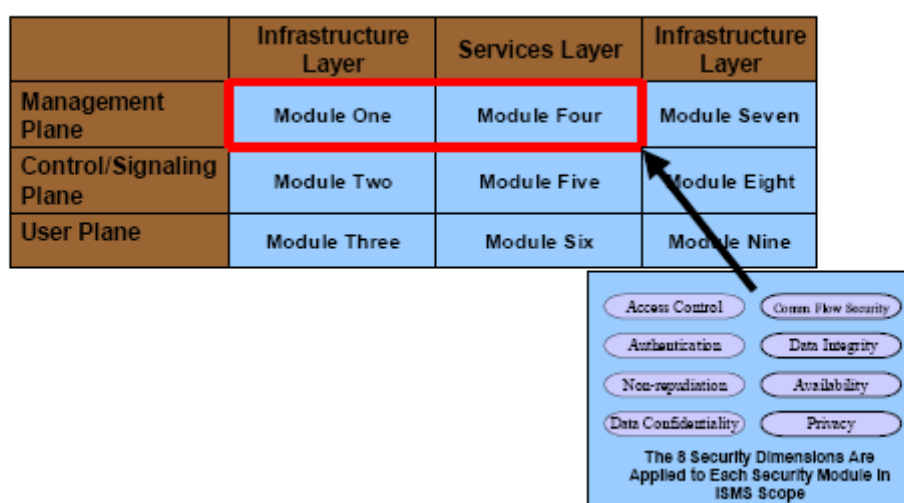 Infrastructure Layer
Services Layer
Infrastructure Layer
Management Plane
Module One
Module Four
Module Seven
Control/Signaling Plane
Module Two
Module Five
Module Eight
User Plane
Module Three
Module Six
Module Nine
Access Control
Comm. Flow Security
Authentication
Data Integrity
Non-repudiation
Availability
Data Confidentiality
Privacy
The 8 Security Dimensions Are
Applied to Each Security Module in
ISMS Scope